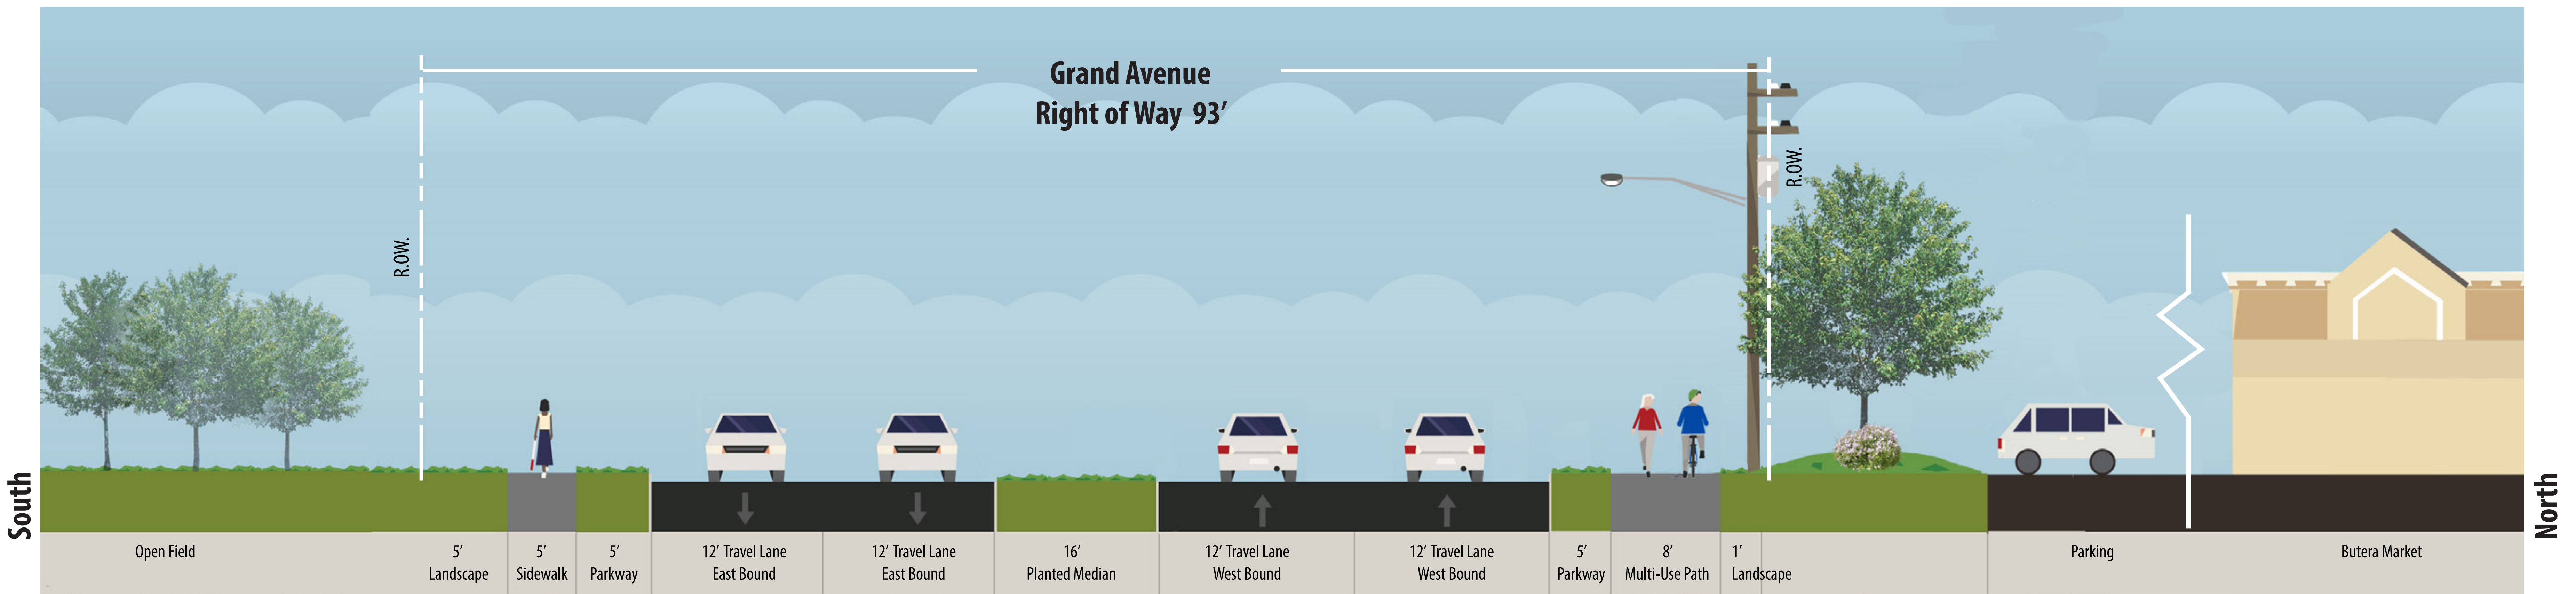 Grand Avenue
Right of Way 93’
R.OW.
R.OW.
South
North
Open Field
5’
Landscape
5’
Sidewalk
5’
Parkway
12’ Travel Lane
East Bound
12’ Travel Lane
East Bound
16’
Planted Median
12’ Travel Lane
West Bound
12’ Travel Lane
West Bound
5’
Parkway
8’
Multi-Use Path
1’
Landscape
Parking
Butera Market